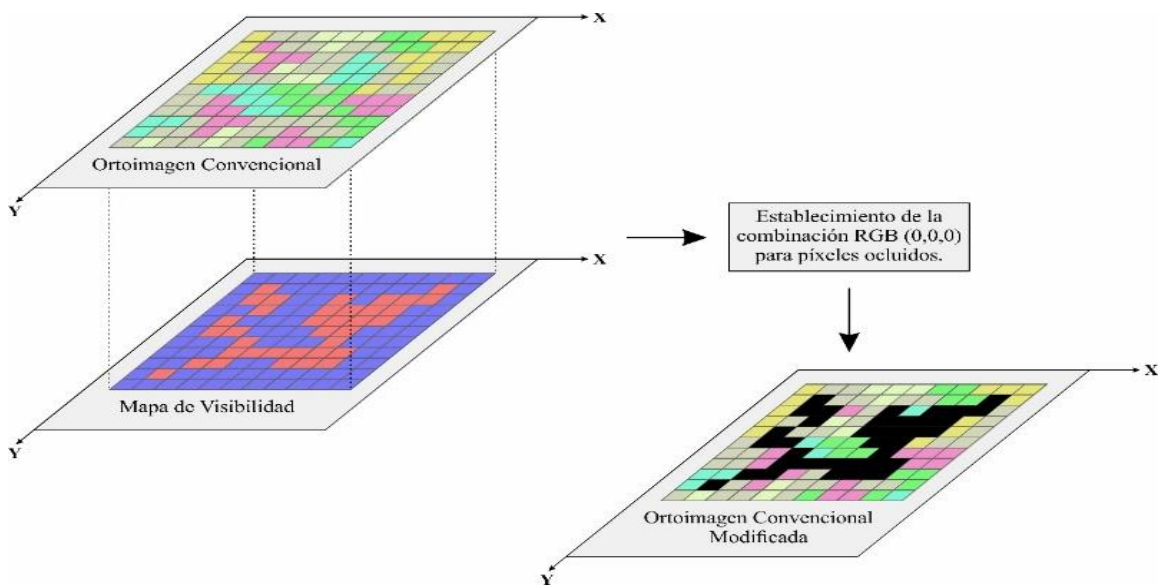 X
Ortoimagen Convencional
Y
X
Mapa de Visibilidad
Y
Establecimiento de la
combinación RGB (0,0,0)
para píxeles ocluidos.
X
Ortoimagen Convencional
Modificada
Y